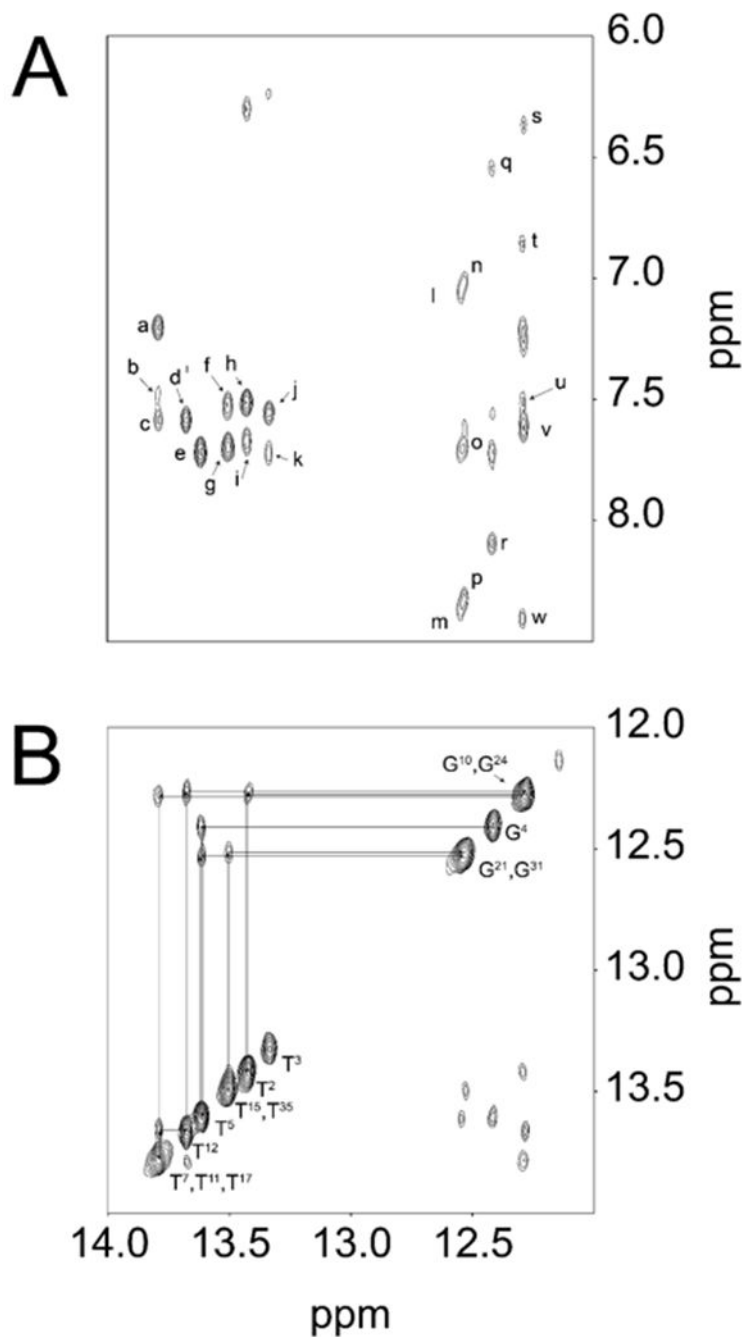 A
6.0
s
6.5
q
t
n
7.0
l
ppm
a
f
h
b
d'
j
7.5
u
c
v
e
o
g
i
k
8.0
r
p
m
w
B
12.0
G10,G24
G4
12.5
G21,G31
13.0
ppm
T3
T2
13.5
T15,T35
T5
T12
T7,T11,T17
14.0
13.5
13.0
12.5
ppm